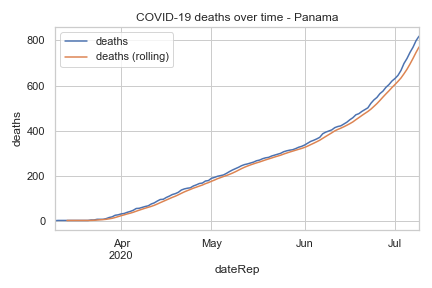 COVID-19 deaths over time - Panama
deaths
deaths (rolling)
800
600
400
200
0
deaths
Apr
2020
May
Jun
Jul
dateRep